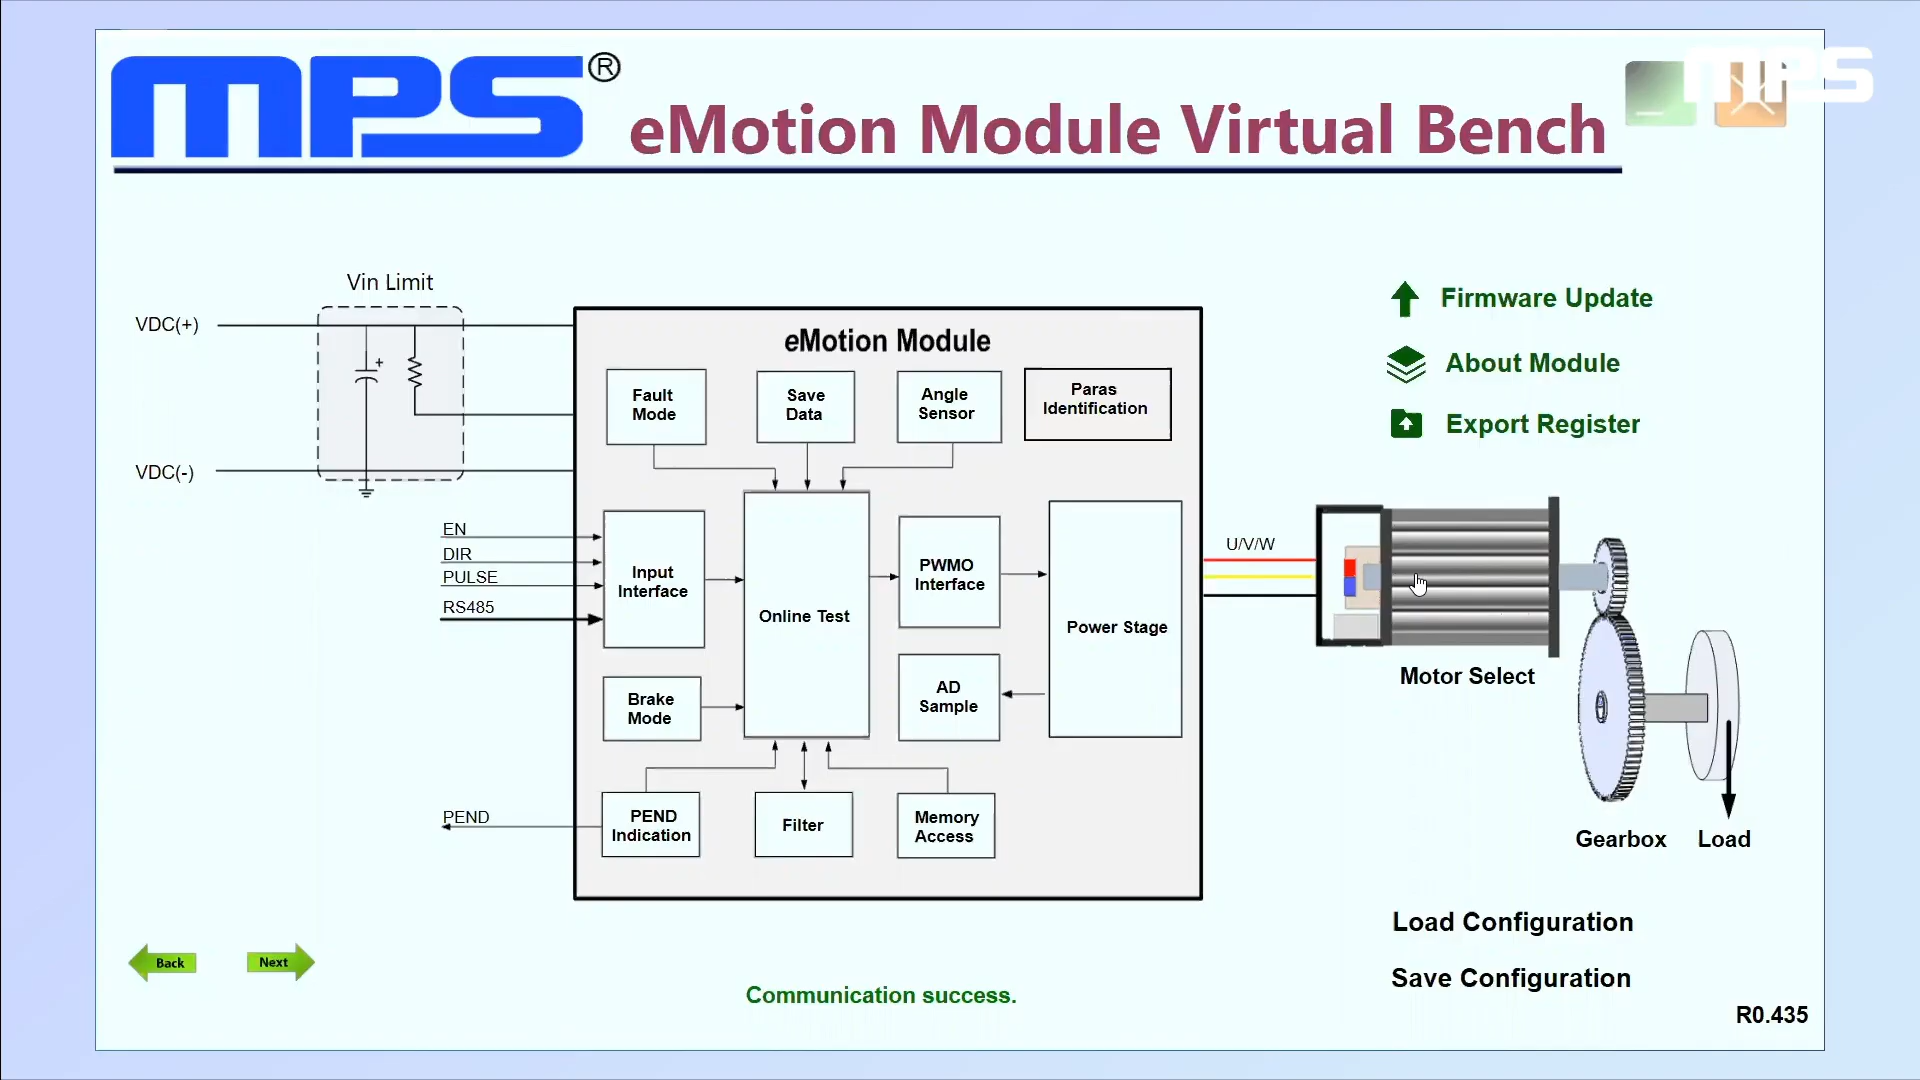 MPS®
eMotion Module Virtual Bench
MPS
Vin Limit
VDC(+)
VDC(-)
EN
DIR
PULSE
RS485
PEND
eMotion Module
Fault
Mode
Save
Data
Angle
Sensor
Paras
Identification
Input
Interface
Online Test
PWMO
Interface
Power Stage
Brake
Mode
AD
Sample
PEND
Indication
Filter
Memory
Access
U/V/W
Firmware Update
About Module
Export Register
Motor Select
Gearbox
Load
Load Configuration
Save Configuration
Back
Next
Communication success.
R0.435